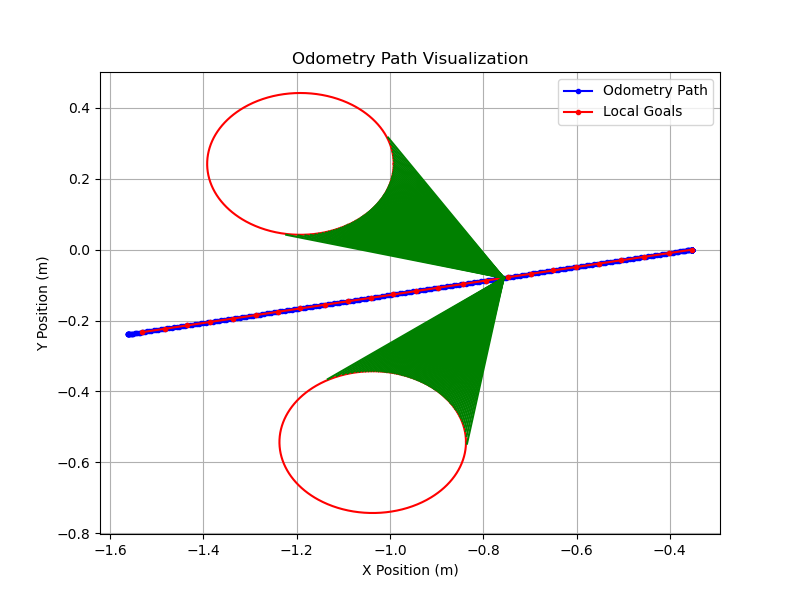 Odometry Path Visualization
Odometry Path
Local Goals
0.4
0.2
0.0
−0.2
−0.4
−0.6
−0.8
Y Position (m)
−1.6 −1.4 −1.2 −1.0 −0.8 −0.6 −0.4
X Position (m)